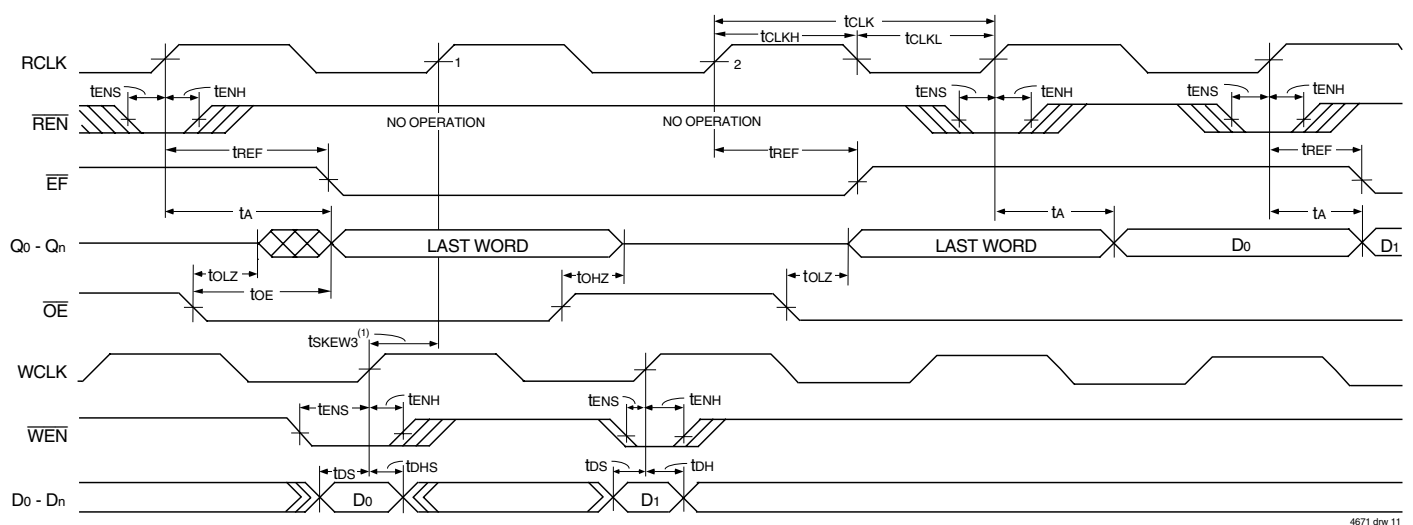 tCLK
tCLKH tCLKL
RCLK 1 2
tENS tENH tENS tENH tENS tENH
REN NO OPERATION NO OPERATION
tREF tREF tREF
EF
tA tA tA
Q0 - Qn LAST WORD LAST WORD D0 D1
tOLZ tOHZ tOLZ
tOE
OE
tSKEW3(1)
WCLK
tENS tENH tENS tENH
WEN
tDS tDHS tDS tDH
D0 - Dn D0 D1
4671 drw 11